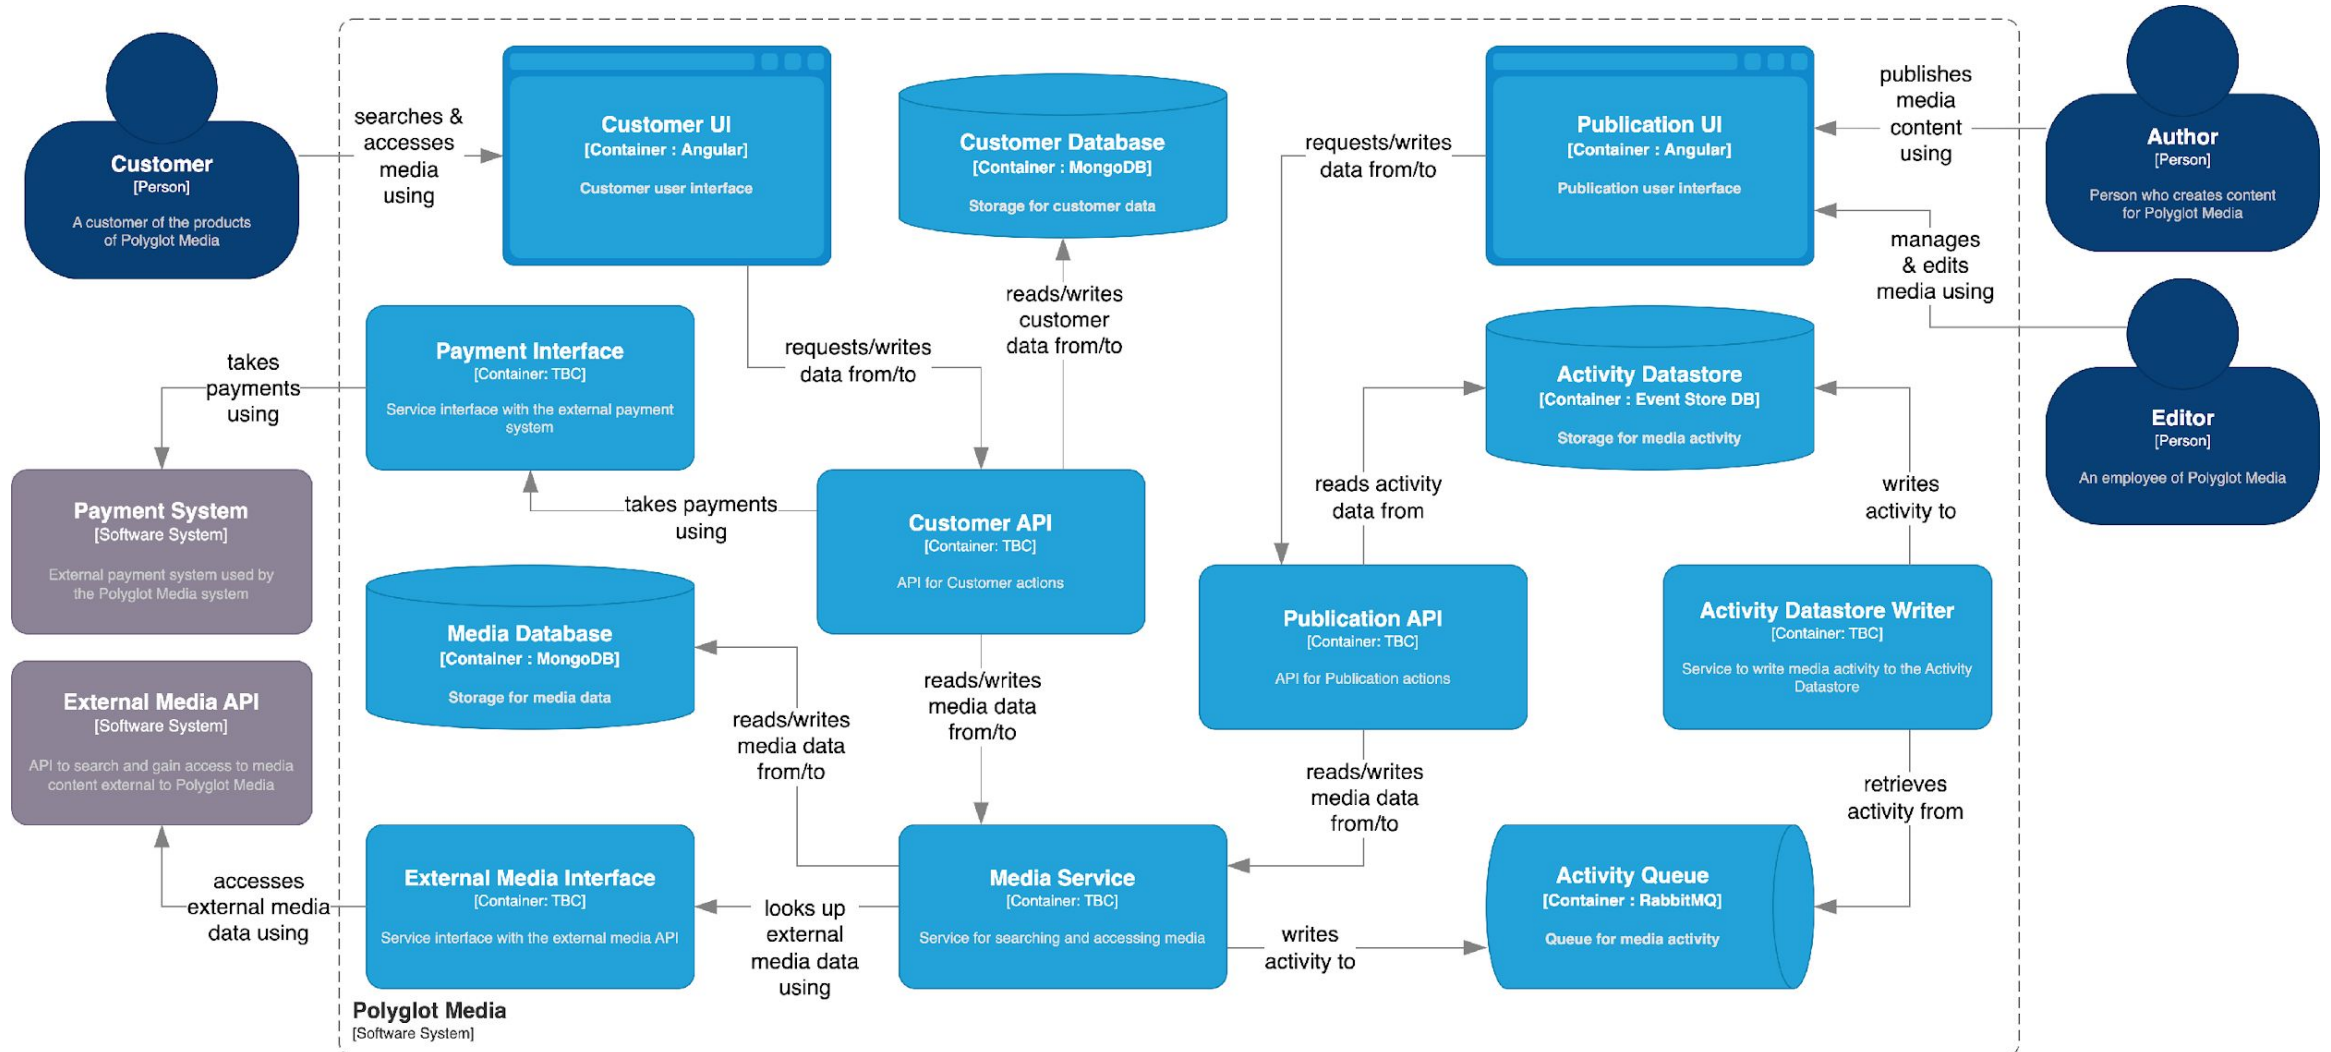 Customer
[Person]
A customer of the products
of Polyglot Media
searches &
accesses
media
using
Customer UI
[Container : Angular]
Customer user interface
Customer Database
[Container : MongoDB]
Storage for customer data
requests/writes
data from/to
Publication UI
[Container : Angular]
Publication user interface
publishes
media
content
using
Author
[Person]
Person who creates content
for Polyglot Media
manages
& edits
media using
Editor
[Person]
An employee of Polyglot Media
takes
payments
using
Payment Interface
[Container: TBC]
Service interface with the external payment
system
requests/writes
data from/to
reads/writes
customer
data from/to
Activity Datastore
[Container : Event Store DB]
Storage for media activity
Payment System
[Software System]
External payment system used by
the Polyglot Media system
takes payments
using
Customer API
[Container: TBC]
API for Customer actions
reads activity
data from
writes
activity to
Media Database
[Container : MongoDB]
Storage for media data
Publication API
[Container: TBC]
API for Publication actions
Activity Datastore Writer
[Container: TBC]
Service to write media activity to the Activity
Datastore
External Media API
[Software System]
API to search and gain access to media
content external to Polyglot Media
reads/writes
media data
from/to
reads/writes
media data
from/to
reads/writes
media data
from/to
retrieves
activity from
accesses
external media
data using
External Media Interface
[Container: TBC]
Service interface with the external media API
looks up
external
media data
using
Media Service
[Container: TBC]
Service for searching and accessing media
writes
activity to
Activity Queue
[Container : RabbitMQ]
Queue for media activity
Polyglot Media
[Software System]